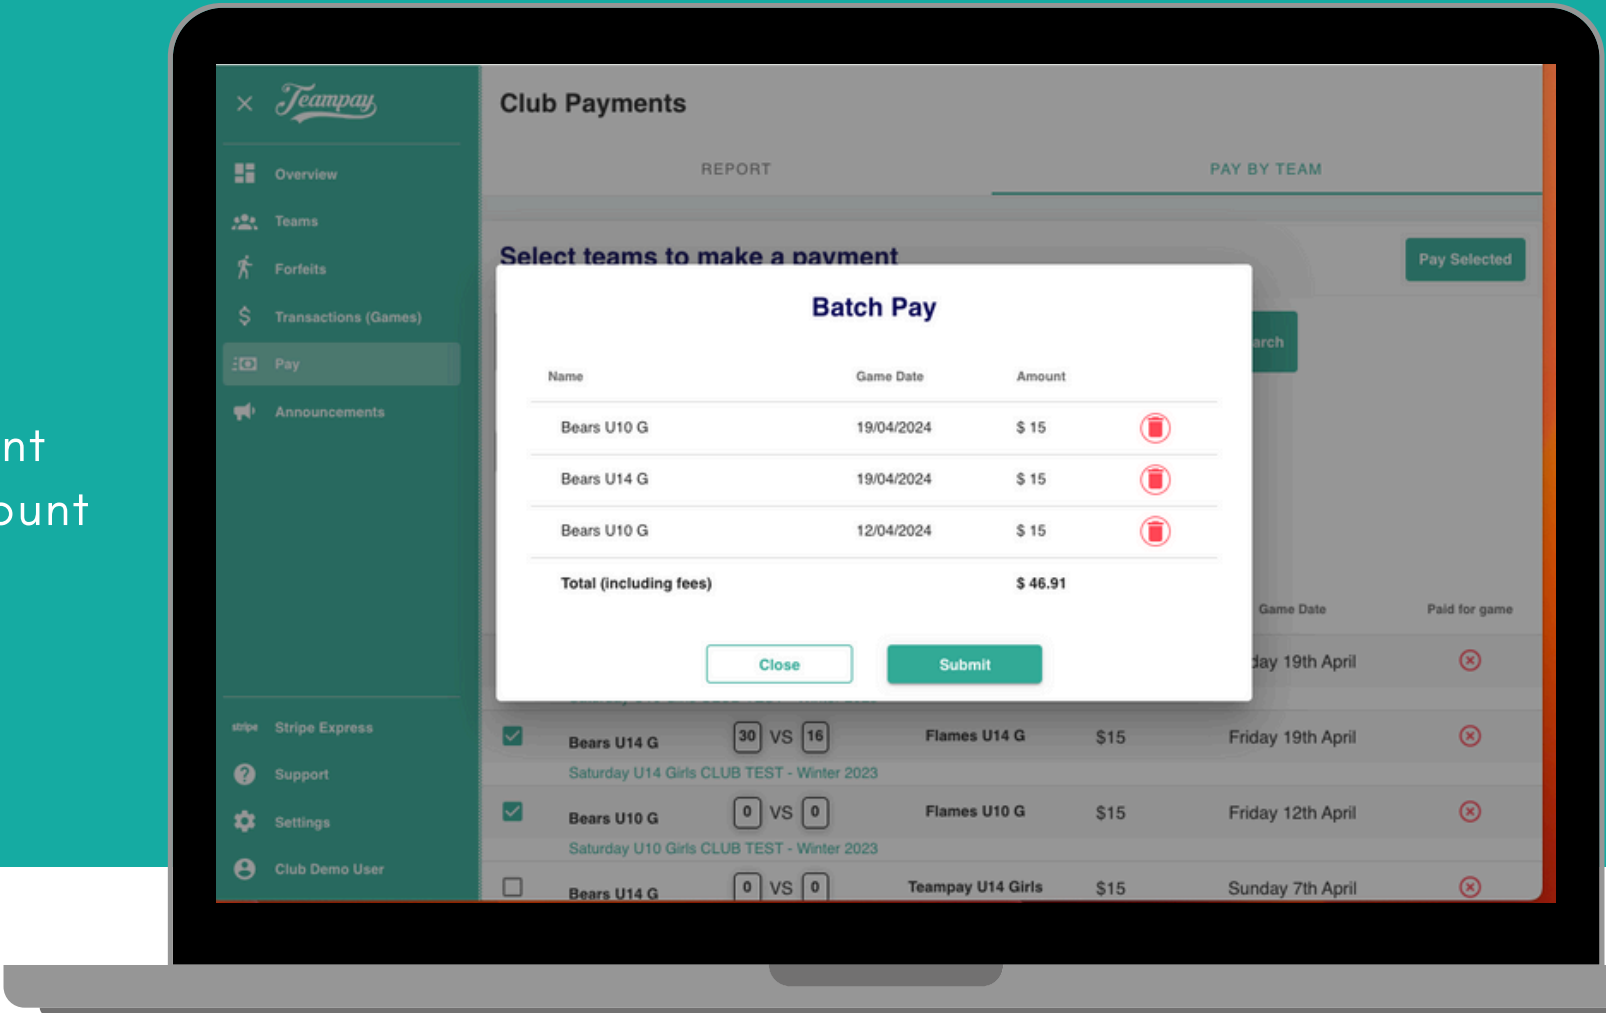 nt
ount
Teampay
Overview
Teams
Forfeits
Transactions (Games)
Pay
Announcements
stripe Stripe Express
Support
Settings
Club Demo User
Club Payments
REPORT PAY BY TEAM
Select teams to make a payment
Pay Selected
arch
Batch Pay
Name Game Date Amount
Bears U10 G 19/04/2024 $ 15
Bears U14 G 19/04/2024 $ 15
Bears U10 G 12/04/2024 $ 15
Total (including fees) $ 46.91
Close Submit
Game Date Paid for game
day 19th April
Bears U14 G 30 VS 16 Flames U14 G $15 Friday 19th April
Saturday U14 Girls CLUB TEST - Winter 2023
Bears U10 G 0 VS 0 Flames U10 G $15 Friday 12th April
Saturday U10 Girls CLUB TEST - Winter 2023
Bears U14 G 0 VS 0 Teampay U14 Girls $15 Sunday 7th April